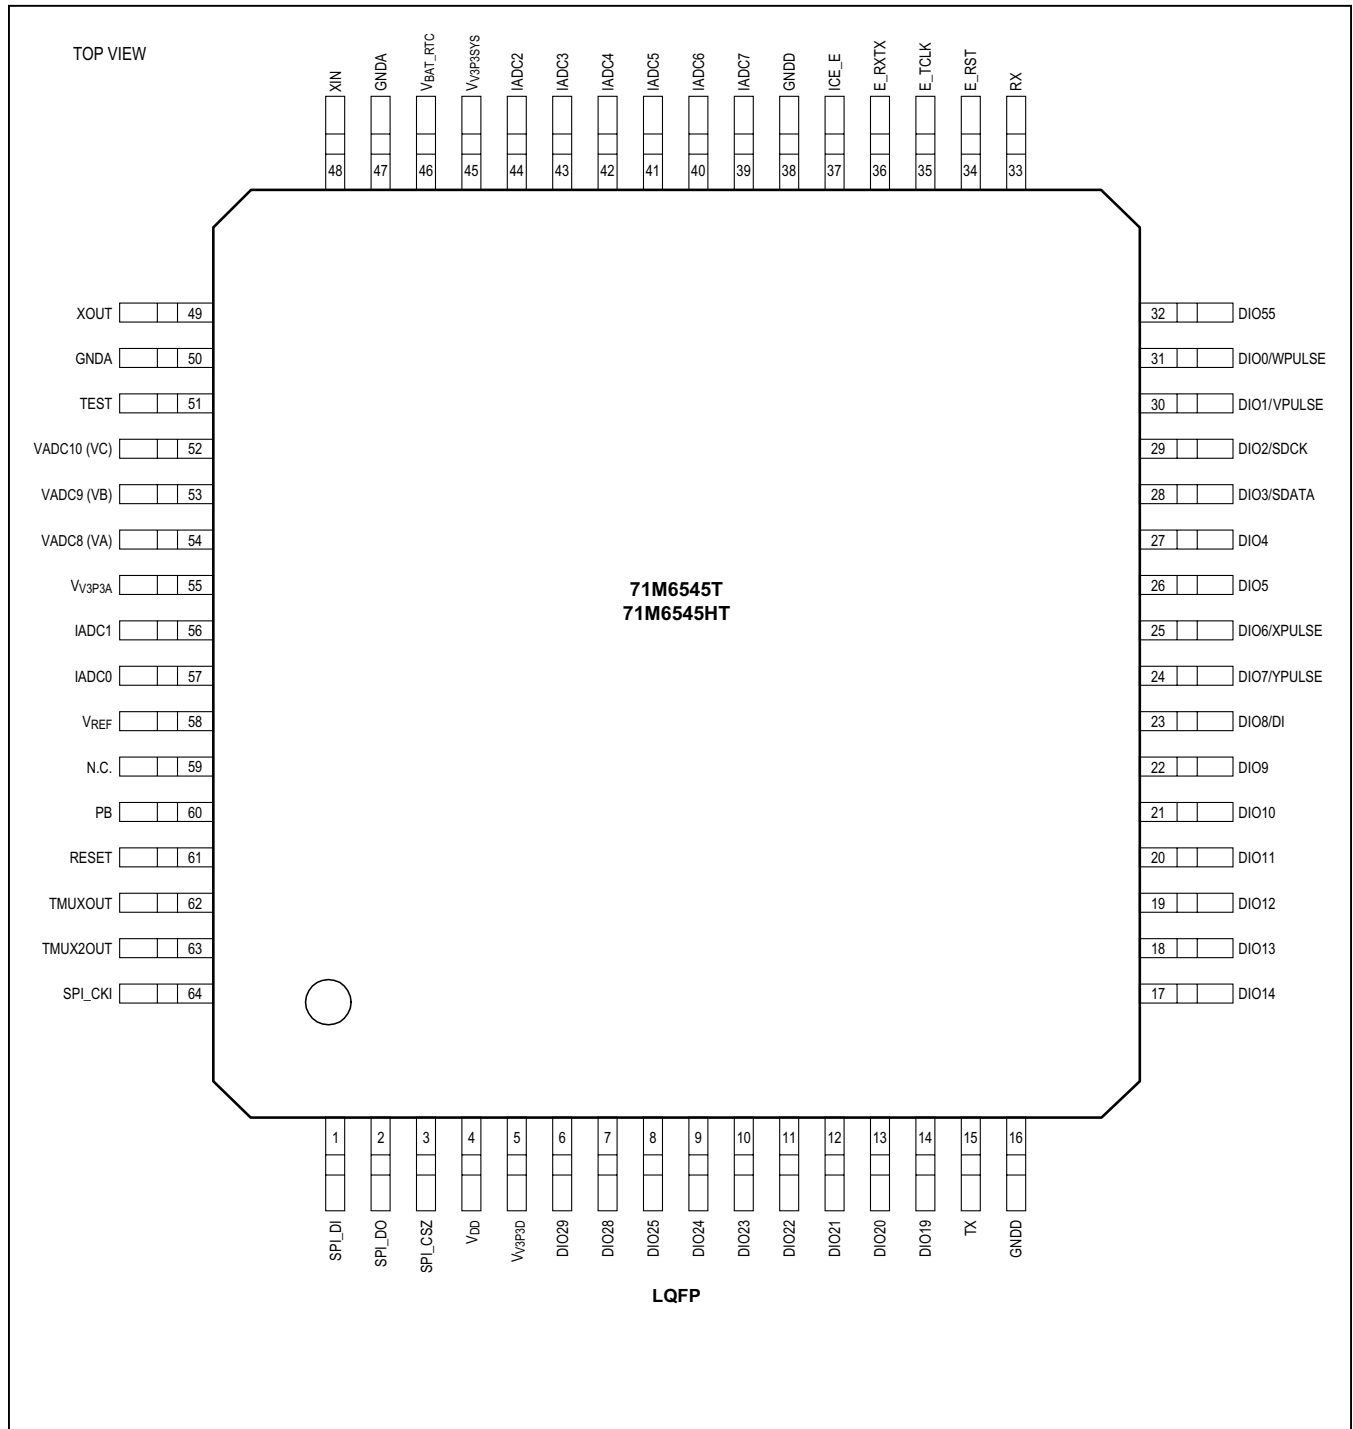 TOP VIEW
XIN
GNDA
VBAT_RTC
VV3P3SYS
IADC2
IADC3
IADC4
IADC5
IADC6
IADC7
GNDD
ICE_E
E_RXTX
E_TCLK
E_RST
RX
48
47
46
45
44
43
42
41
40
39
38
37
36
35
34
33
XOUT 49
GNDA 50
TEST 51
VADC10 (VC) 52
VADC9 (VB) 53
VADC8 (VA) 54
VV3P3A 55
IADC1 56
IADC0 57
VREF 58
N.C. 59
PB 60
RESET 61
TMUXOUT 62
TMUX2OUT 63
SPI_CKI 64
71M6545T
71M6545HT
32 DIO55
31 DIO0/WPULSE
30 DIO1/VPULSE
29 DIO2/SDCK
28 DIO3/SDATA
27 DIO4
26 DIO5
25 DIO6/XPULSE
24 DIO7/YPULSE
23 DIO8/DI
22 DIO9
21 DIO10
20 DIO11
19 DIO12
18 DIO13
17 DIO14
1
2
3
4
5
6
7
8
9
10
11
12
13
14
15
16
SPI_DI
SPI_DO
SPI_CSZ
VDD
VV3P3D
DIO29
DIO28
DIO25
DIO24
DIO23
DIO22
DIO21
DIO20
DIO19
TX
GNDD
LQFP